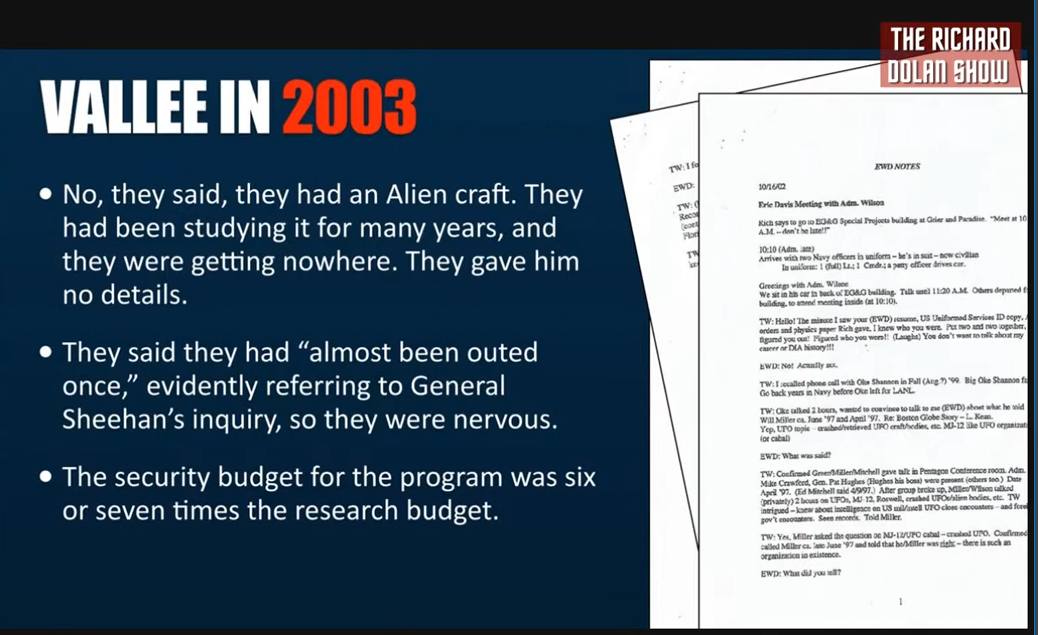 THE RICHARD
DOLAN SHOW
VALLEE IN 2003
• No, they said, they had an Alien craft. They
had been studying it for many years, and
they were getting nowhere. They gave him
no details.
• They said they had “almost been outed
once,” evidently referring to General
Sheehan’s inquiry, so they were nervous.
• The security budget for the program was six
or seven times the research budget.
TW: I
EWD:
TW:
EWD NOTES
10/16/02
Eric Davis Meeting with Adm. Wilson
Rich says to go to EG&G Special Projects building at Grier and Paradise. “Meet at 10
A.M. – don’t be late!!”
10:10 (Adm.
Arrives with two Navy officers in uniform – he’s in suit – now civilian
In uniform: 1 (full) Lt.; 1 Cmdr.; a petty officer drives car.
Greetings with Adm. Wilson
We sit in his car in back of EG&G building. Talk until 11:20 A.M. Others departed
building, to attend meeting inside (at 10:10).
TW: Hello! The minute I saw your (EWD) resume, US Uniformed Services ID copy,
orders and physics paper Rich gave, I knew who you were. Put two and two together,
figured you out! Figured who you were!! (Laughs) You don’t want to talk about my
career or DIA history!!!
EWD: No! Actually no.
TW: I recalled phone call with Oke Shannon in Fall (Aug.?) ’99. Big Oke Shannon
Go back years in Navy before Oke left for LANL.
TW: Oke talked 2 hours, wanted to convince to talk to me (EWD) about what he told
Will Miller ca. June ’97 and April ’97. Re: Boston Globe Story – L. Kean.
Yep, UFO topic – crashed/retrieved UFO craft/bodies, etc. MJ-12 like UFO
(or cabal)
EWD: What was said?
TW: Confirmed Greer/Miller/Mitchell gave talk in Pentagon Conference room. Adm.
Mike Crawford, Gen. Pat Hughes (Hughes his boss) were present (others too.) Date
April ’97. (Ed Mitchell said 4/9/97.) After group broke up, Miller/Wilson talked
(privately) 2 hours on UFOs, MJ-12, Roswell, crashed UFOs/alien bodies, etc. TW
intrigued – knew about intelligence on US mil/intell UFO close encounters – and
gov’t encounters. Seen records. Told Miller.
TW: Yes, Miller asked the question on MJ-12/UFO cabal – crashed UFO. Confirmed
called Miller ca. late June ’97 and told that he/Miller was right – there is such an
organization in existence.
EWD: What did you tell?
1